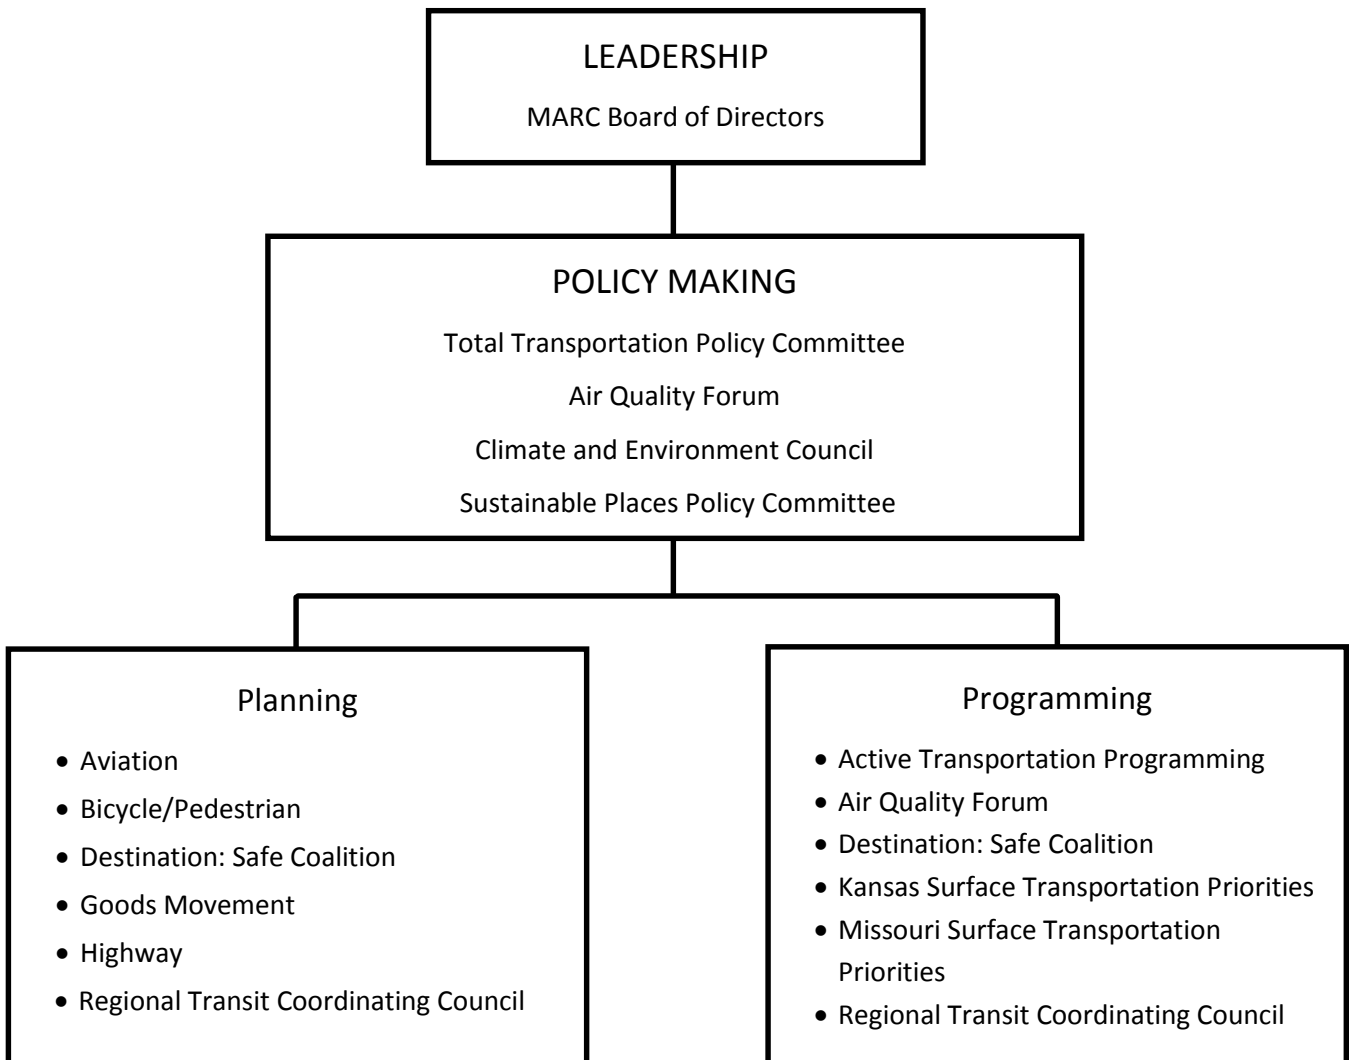 LEADERSHIP
MARC Board of Directors
POLICY MAKING
Total Transportation Policy Committee
Air Quality Forum
Climate and Environment Council
Sustainable Places Policy Committee
Planning
• Aviation
• Bicycle/Pedestrian
• Destination: Safe Coalition
• Goods Movement
• Highway
• Regional Transit Coordinating Council
Programming
• Active Transportation Programming
• Air Quality Forum
• Destination: Safe Coalition
• Kansas Surface Transportation Priorities
• Missouri Surface Transportation
Priorities
• Regional Transit Coordinating Council